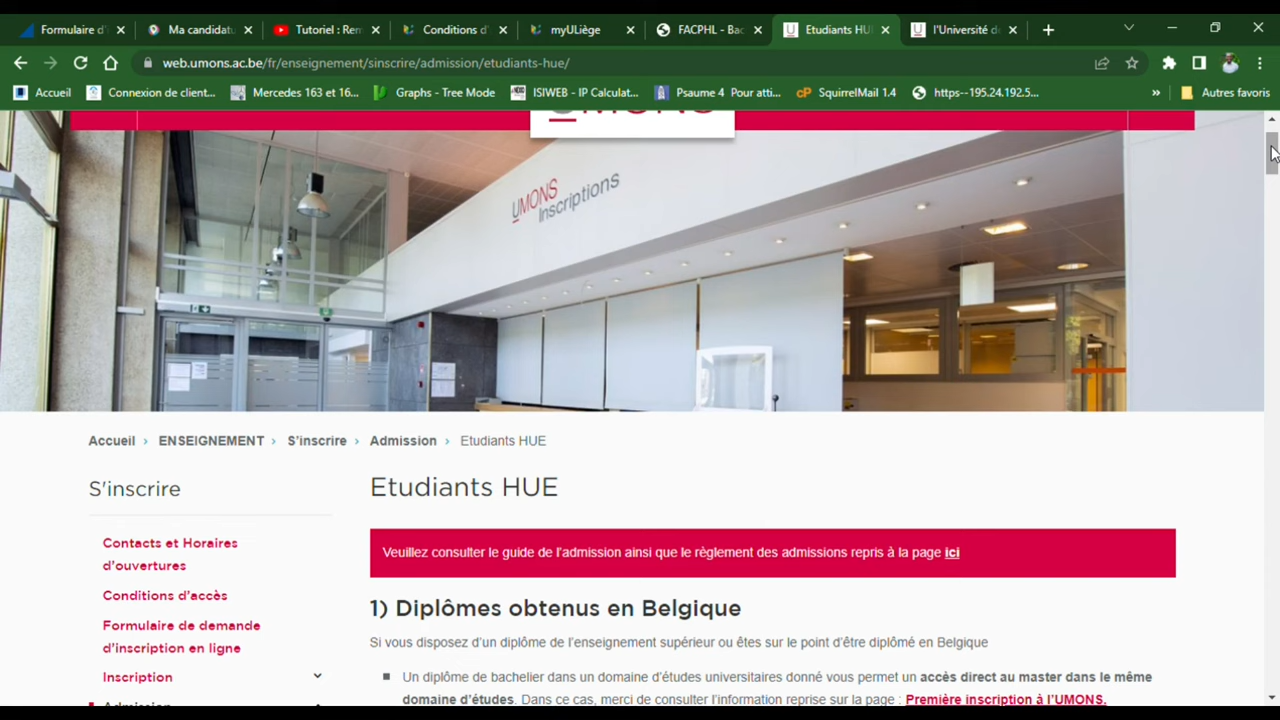 Formulaire d' Ma candidatu Tutoriel : Rem Conditions d' myULiège FACPHL - Bac Etudiants HUE l'Université de
web.umons.ac.be/fr/enseignement/sinscrire/admission/etudiants-hue/
Accueil Connexion de client... Mercedes 163 et 16... Graphs - Tree Mode ISIWEB - IP Calculat... Psaume 4 Pour atti... SquirrelMail 1.4 https--195.24.192.5... » Autres favoris
UMONS
UMONS
Inscriptions
Accueil › ENSEIGNEMENT › S'inscrire › Admission › Etudiants HUE
S'inscrire
Contacts et Horaires
d'ouvertures
Conditions d'accès
Formulaire de demande
d'inscription en ligne
Inscription
Admission
Etudiants HUE
Veuillez consulter le guide de l'admission ainsi que le règlement des admissions repris à la page ici
1) Diplômes obtenus en Belgique
Si vous disposez d'un diplôme de l'enseignement supérieur ou êtes sur le point d'être diplômé en Belgique
Un diplôme de bachelier dans un domaine d'études universitaires donné vous permet un accès direct au master dans le même
domaine d'études. Dans ce cas, merci de consulter l'information reprise sur la page : Première inscription à l'UMONS.